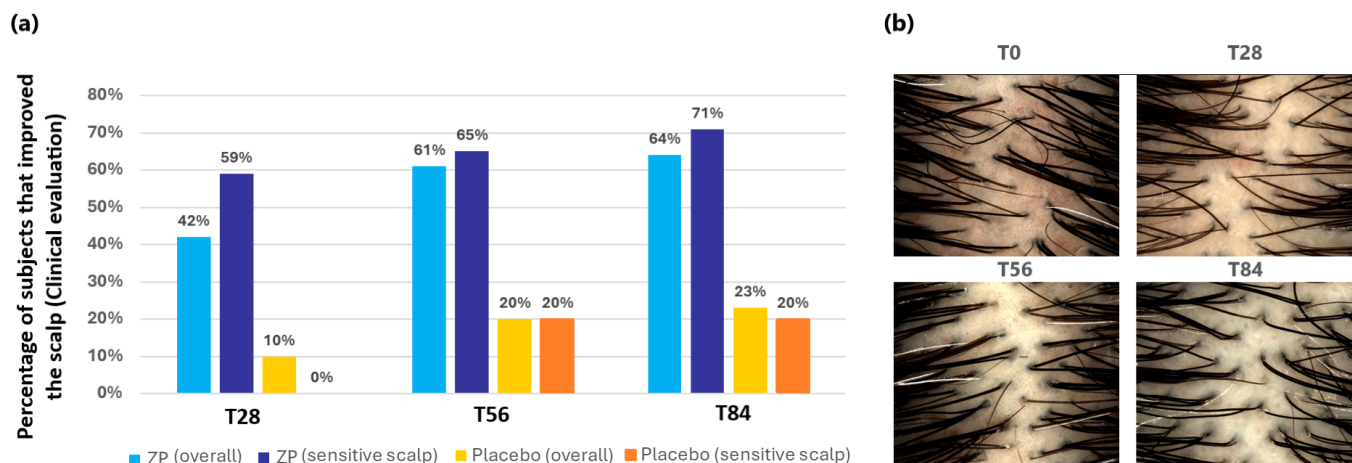 (a)
Percentage of subjects that improved
the scalp (Clinical evaluation)
80%
70%
60%
50%
40%
30%
20%
10%
0%
42%
59%
10%
0%
61%
65%
20%
20%
64%
71%
23%
20%
T28
T56
T84
ZP (overall)
ZP (sensitive scalp)
Placebo (overall)
Placebo (sensitive scalp)
(b)
T0
T28
T56
T84